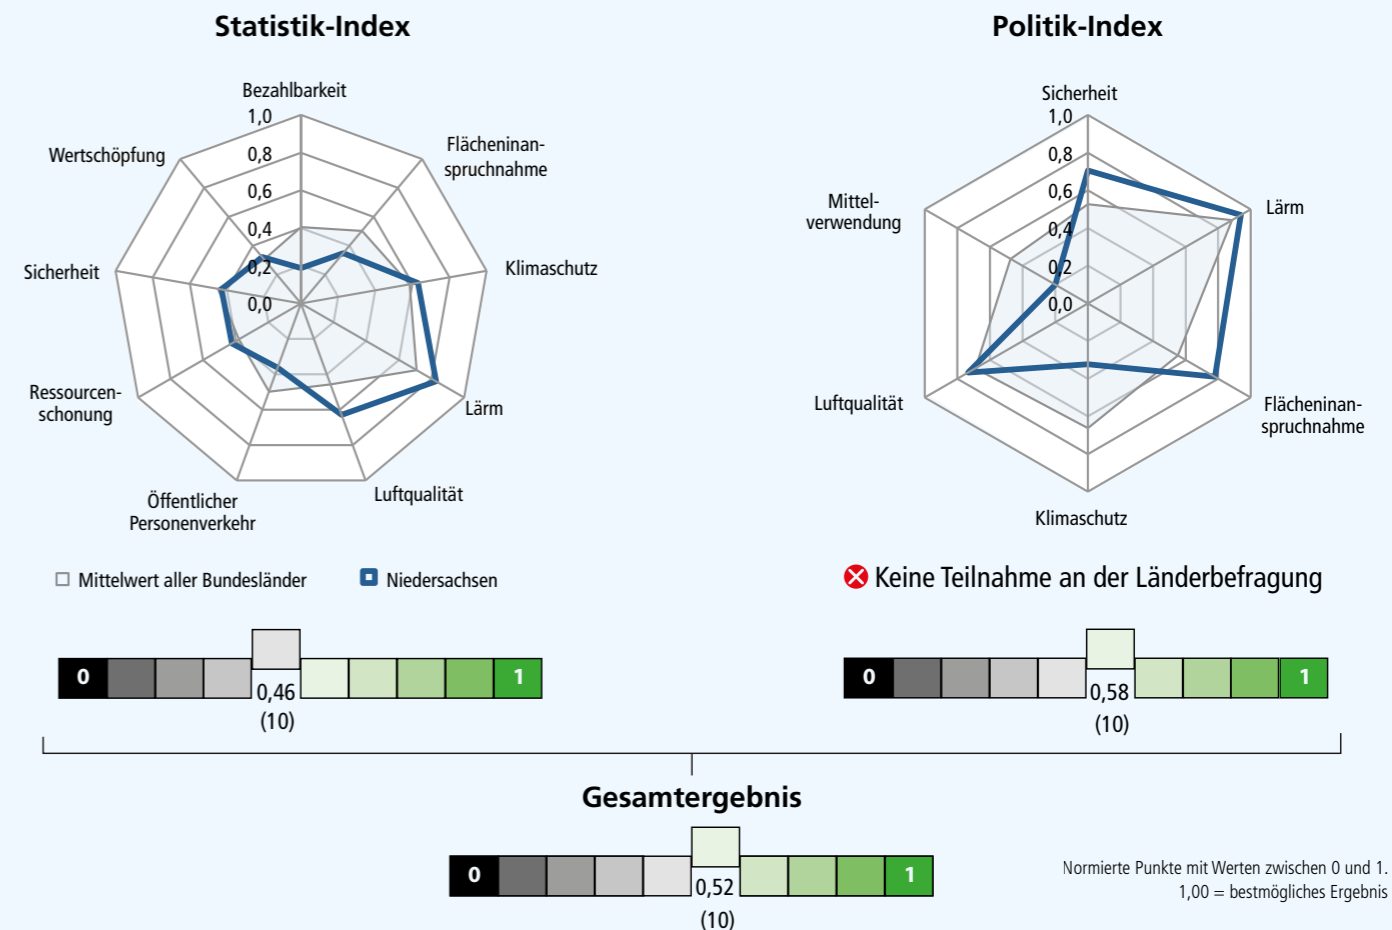 Statistik-Index
Bezahlbarkeit
1,0
0,8
0,6
0,4
0,2
0,0
Flächeninan-
spruchnahme
Klimaschutz
Lärm
Luftqualität
Öffentlicher
Personenverkehr
Ressourcen-
schonung
Sicherheit
Wertschöpfung
Mittelwert aller Bundesländer
Niedersachsen
0
1
0,46
(10)
Politik-Index
Sicherheit
1,0
0,8
0,6
0,4
0,2
0,0
Lärm
Flächeninan-
spruchnahme
Klimaschutz
Luftqualität
Mittel-
verwendung
Keine Teilnahme an der Länderbefragung
0
1
0,58
(10)
Gesamtergebnis
0
1
0,52
(10)
Normierte Punkte mit Werten zwischen 0 und 1.
1,00 = bestmögliches Ergebnis